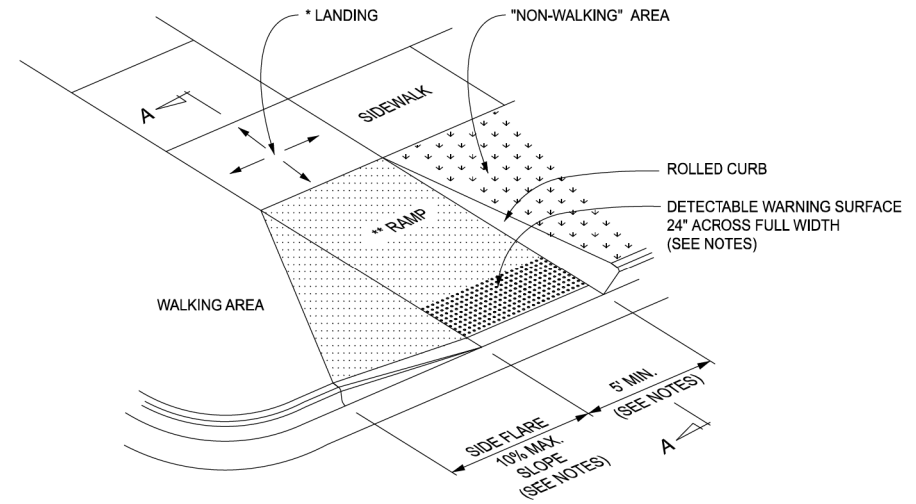 * LANDING
"NON-WALKING" AREA
A
SIDEWALK
ROLLED CURB
DETECTABLE WARNING SURFACE
24" ACROSS FULL WIDTH
(SEE NOTES)
** RAMP
WALKING AREA
5' MIN.
(SEE NOTES)
SIDE FLARE
10% MAX.
SLOPE
(SEE NOTES)
A